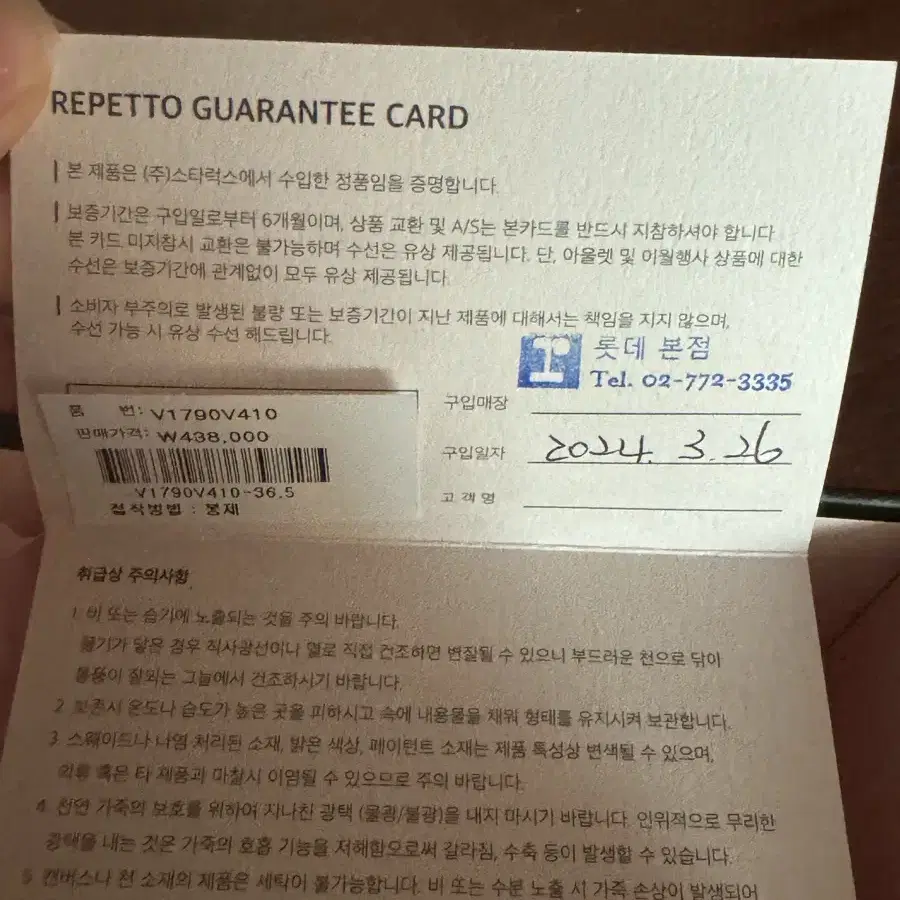 REPETTO GUARANTEE CARD
본 제품은 (주)스타럭스에서 수입한 정품임을 증명합니다.
보증기간은 구입일로부터 6개월이며, 상품 교환 및 A/S는 본카드를 반드시 지참하셔야 합니다.
본 카드 미지참시 교환은 불가능하며 수선은 유상 제공됩니다. 단, 아울렛 및 이월행사 상품에 대한
수선은 보증기간에 관계없이 모두 유상 제공됩니다.
소비자 부주의로 발생된 불량 또는 보증기간이 지난 제품에 대해서는 책임을 지지 않으며,
수선 가능 시 유상 수선 해드립니다.
r 롯데 본점
Tel. 02-772-3335
구입매장
품 번: V1790V410
판매가격: ₩438,000
V1790V410-36.5
접착방법 : 봉제
구입일자 2024. 3. 26
고객명
취급상 주의사항
1 비 또는 습기에 노출되는 것을 주의 바랍니다.
물기가 닿은 경우 직사광선이나 열로 직접 건조하면 변질될 수 있으니 부드러운 천으로 닦아
통풍이 잘되는 그늘에서 건조하시기 바랍니다.
2 보존시 온도나 습도가 높은 곳을 피하시고 속에 내용물을 채워 형태를 유지시켜 보관합니다.
3 스웨이드나 나염 처리된 소재, 밝은 색상, 페이턴트 소재는 제품 특성상 변색될 수 있으며,
의류 혹은 타 제품과 마찰시 이염될 수 있으므로 주의 바랍니다.
4 천연 가죽의 보호를 위하여 지나친 광택 (물광/불광)을 내지 마시기 바랍니다. 인위적으로 무리한
광택을 내는 것은 가죽의 호흡 기능을 저해함으로써 갈라짐, 수축 등이 발생할 수 있습니다.
5 캔버스나 천 소재의 제품은 세탁이 불가능합니다. 비 또는 수분 노출 시 가죽 손상이 발생되어